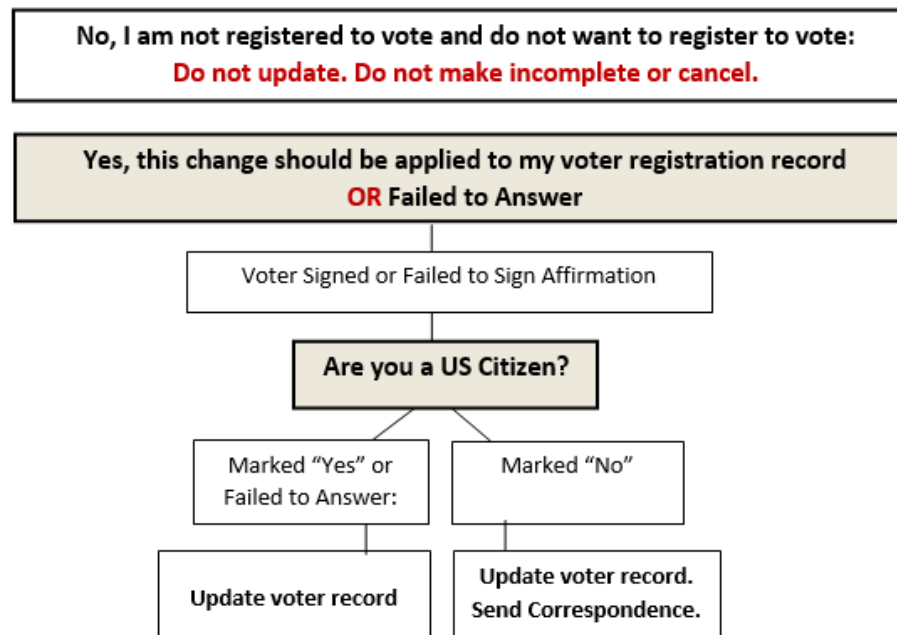 No, I am not registered to vote and do not want to register to vote:
Do not update. Do not make incomplete or cancel.
Yes, this change should be applied to my voter registration record
OR Failed to Answer
Voter Signed or Failed to Sign Affirmation
Are you a US Citizen?
Marked “Yes” or
Failed to Answer:
Marked “No”
Update voter record
Update voter record.
Send Correspondence.